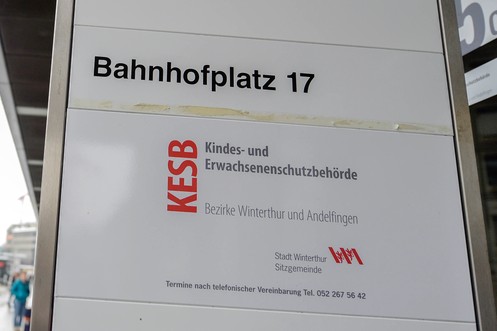 Bahnhofplatz 17
KESB
Kindes- und
Erwachsenenschutzbehörde
Bezirke Winterthur und Andelfingen
Stadt Winterthur
Sitzgemeinde
Termine nach telefonischer Vereinbarung Tel. 052 267 56 42